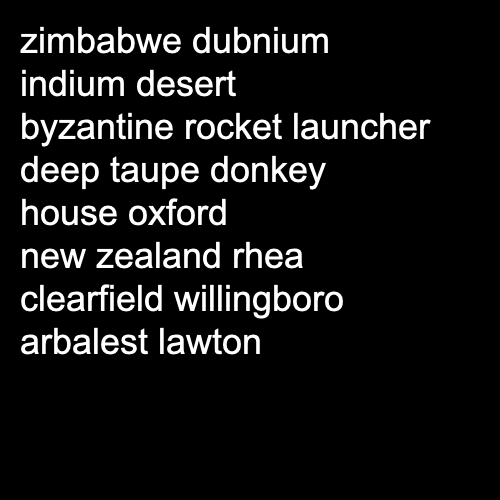 zimbabwe dubnium
indium desert
byzantine rocket launcher
deep taupe donkey
house oxford
new zealand rhea
clearfield willingboro
arbalest lawton